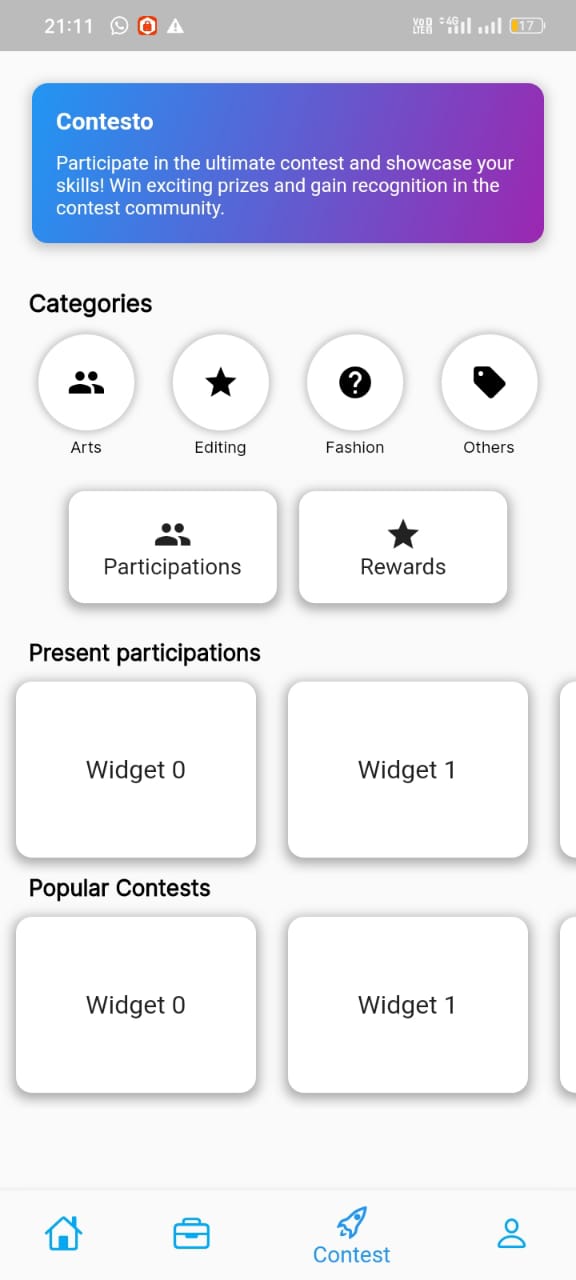 21:11 VO LTE 4G 17
Contesto
Participate in the ultimate contest and showcase your
skills! Win exciting prizes and gain recognition in the
contest community.
Categories
Arts Editing Fashion Others
Participations Rewards
Present participations
Widget 0 Widget 1
Popular Contests
Widget 0 Widget 1
Contest